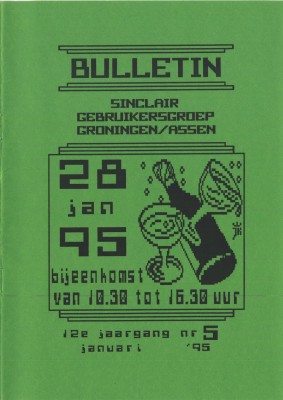 BULLETIN
SINCLAIR
GEBRUIKERSGROEP
GRONINGEN/ASSEN
28
jan
95
bijeenkomst
van 10.30 tot 16.30 uur
12e jaargang nr 5
januari '95